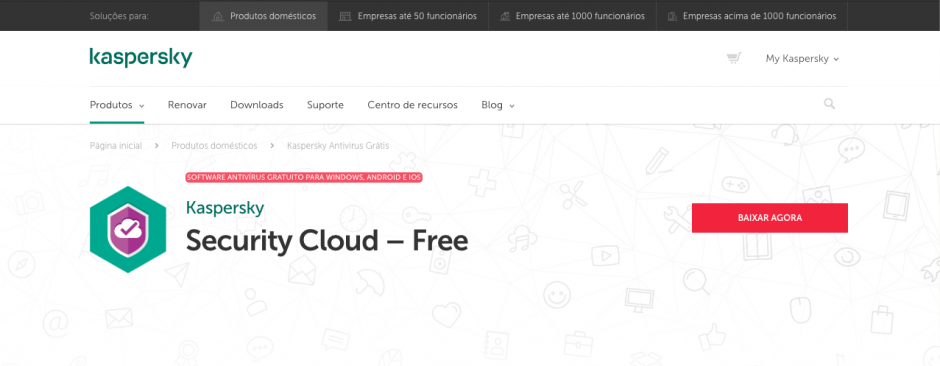 Soluções para: Produtos domésticos Empresas até 50 funcionários Empresas até 1000 funcionários Empresas acima de 1000 funcionários
kaspersky
My Kaspersky
Produtos Renovar Downloads Suporte Centro de recursos Blog
Página inicial > Produtos domésticos > Kaspersky Antivírus Grátis
SOFTWARE ANTIVÍRUS GRATUITO PARA WINDOWS, ANDROID E IOS
Kaspersky
Security Cloud – Free
BAIXAR AGORA